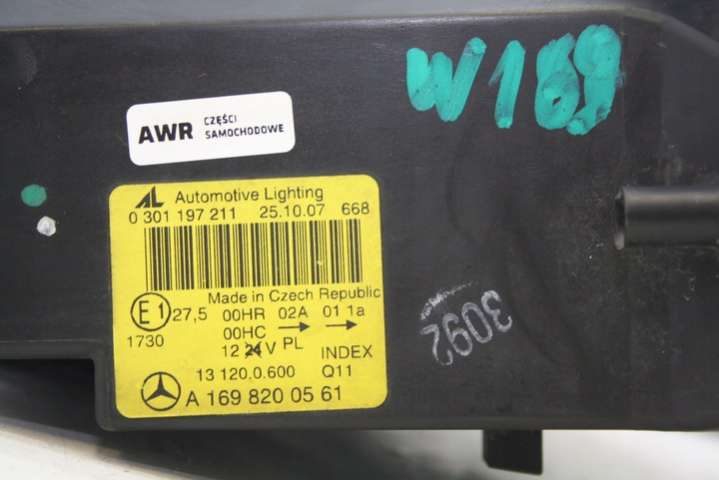 W169
AWR CZĘŚCI
SAMOCHODOWE
AL Automotive Lighting
0 301 197 211 25.10.07 668
Made in Czech Republic
E1 27,5 00HR 02A 01 1a
00HC
1730
12 24 V PL INDEX
13 120.0.600 Q11
A 169 820 05 61
3092